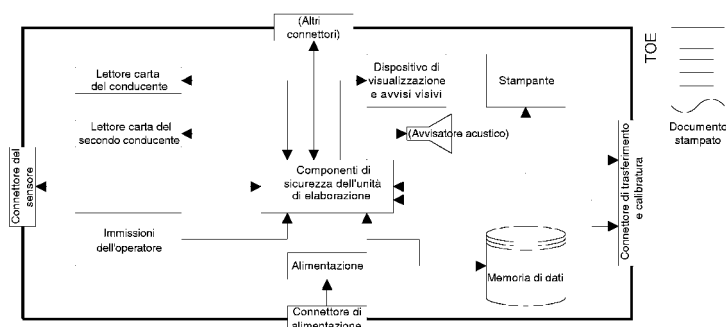 (Altri
connettori)
TOE
Lettore carta
del conducente
Dispositivo di
visualizzazione
e avvisi visivi
Stampante
Lettore carta del
secondo conducente
(Avvisatore acustico)
Documento
stampato
Connettore del
sensore
Componenti di
sicurezza dell'unità
di elaborazione
Connettore di trasferimento
e calibratura
Immissioni
dell'operatore
Alimentazione
Memoria di dati
Connettore di
alimentazione